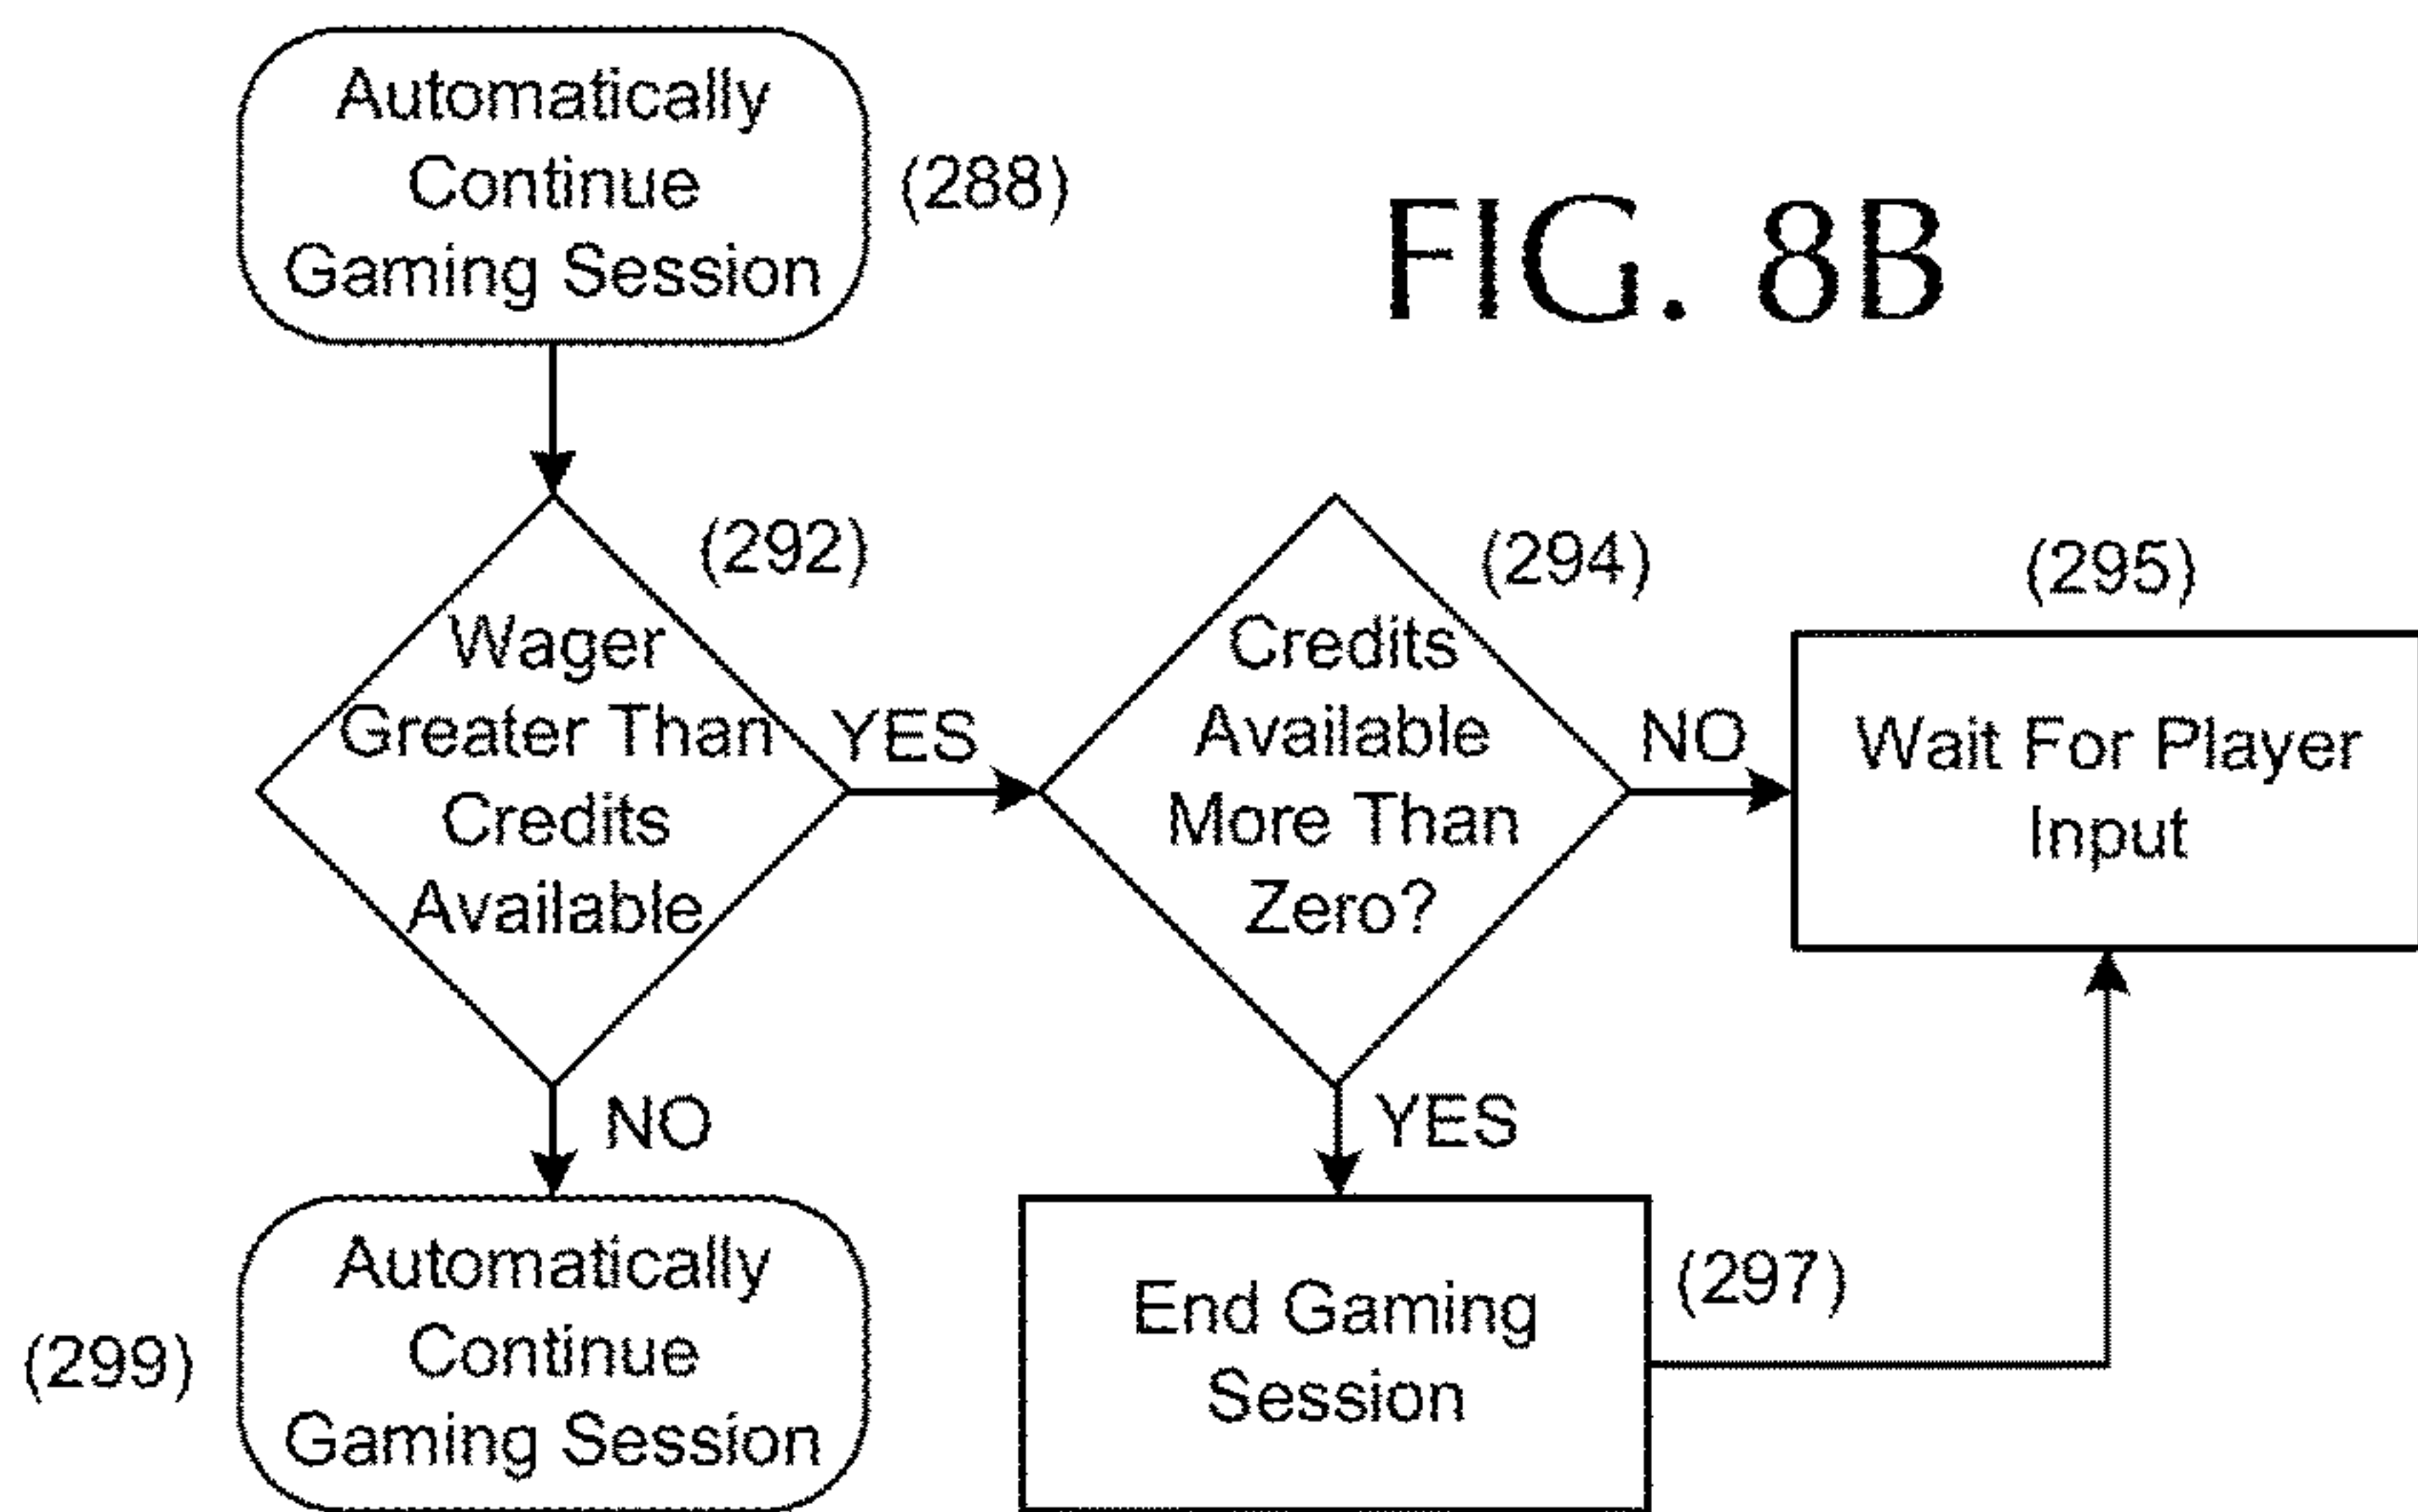 Automatically
Continue
Gaming Session
(288)
FIG. 8B
(292)
Wager
Greater Than
Credits
Available
YES
(294)
Credits
Available
More Than
Zero?
NO
(295)
Wait For Player
Input
NO
YES
(299)
Automatically
Continue
Gaming Session
End Gaming
Session
(297)